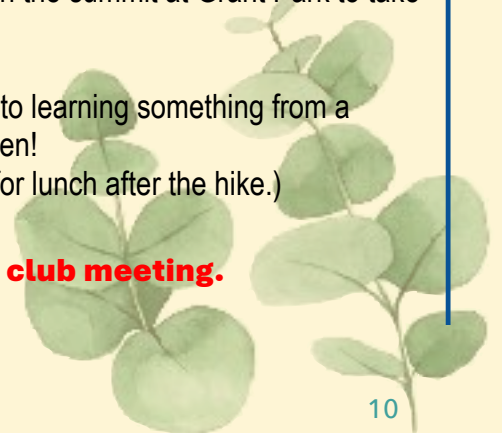 the summit at Grant Park to take
to learning something from a
en!
or lunch after the hike.)
club meeting.
10